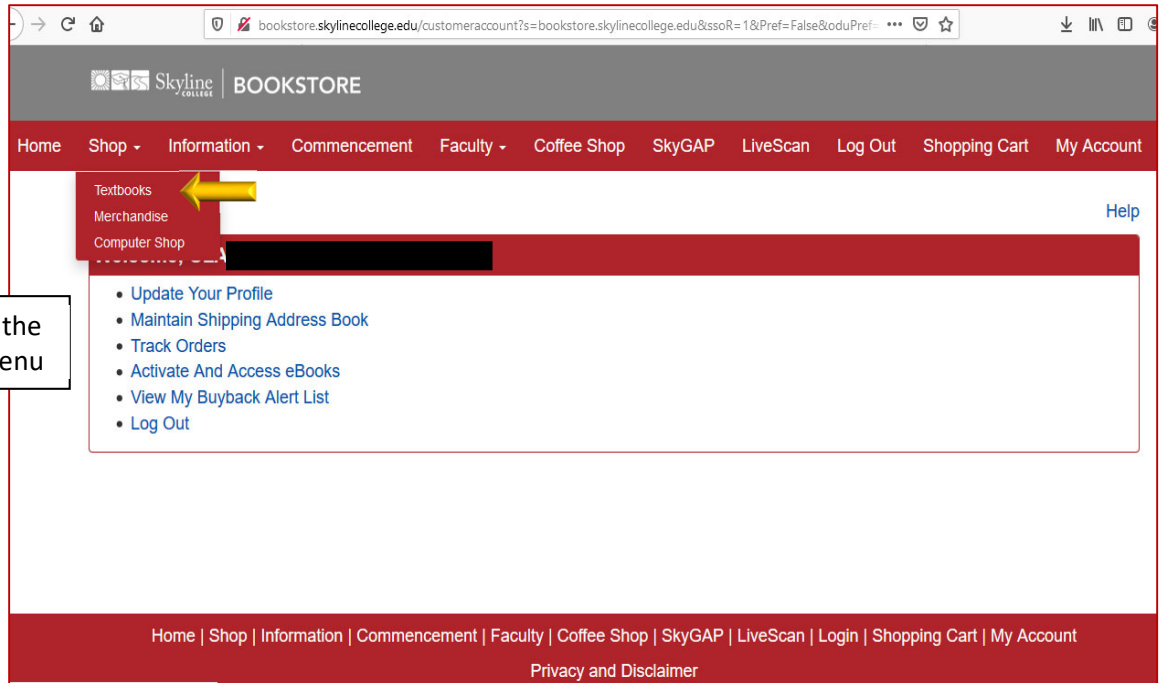 bookstore.skylinecollege.edu/customeraccount?s=bookstore.skylinecollege.edu&ssoR=1&Pref=False&oduPref=
Skyline COLLEGE | BOOKSTORE
Home Shop Information Commencement Faculty Coffee Shop SkyGAP LiveScan Log Out Shopping Cart My Account
Textbooks
Merchandise
Computer Shop
Help
the
enu
• Update Your Profile
• Maintain Shipping Address Book
• Track Orders
• Activate And Access eBooks
• View My Buyback Alert List
• Log Out
Home | Shop | Information | Commencement | Faculty | Coffee Shop | SkyGAP | LiveScan | Login | Shopping Cart | My Account
Privacy and Disclaimer